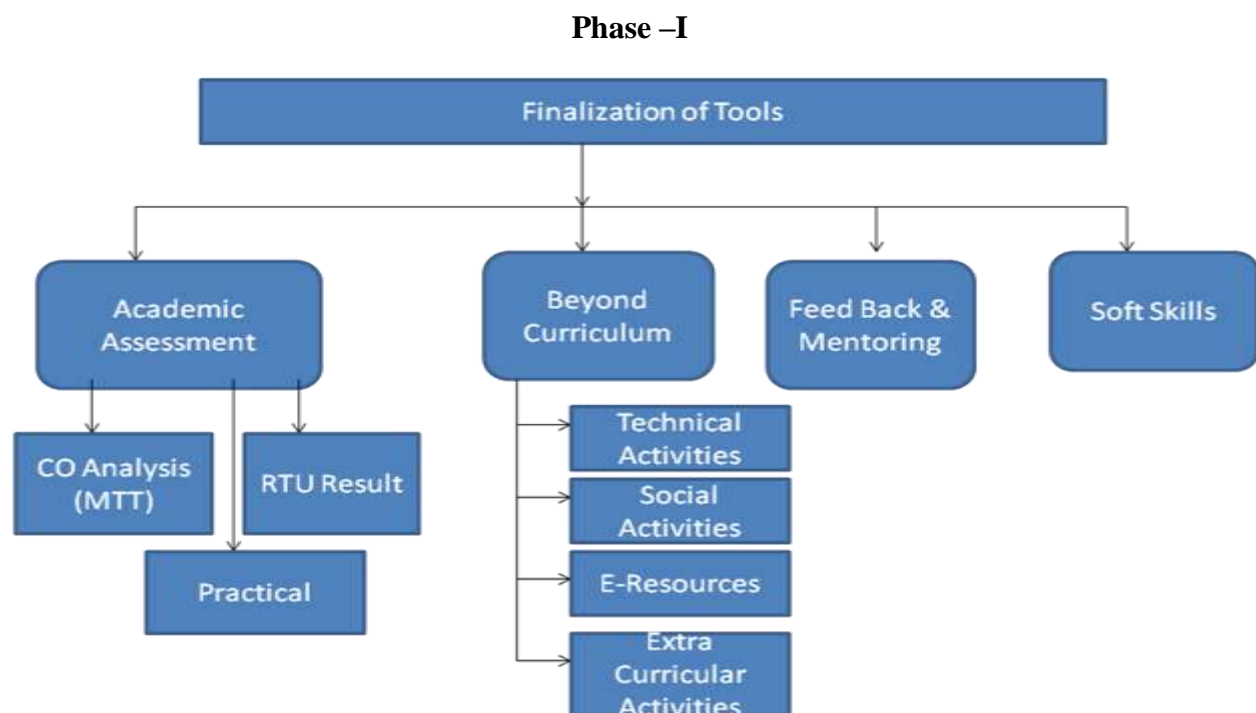 Phase –I
Finalization of Tools
Academic
Assessment
Beyond
Curriculum
Feed Back &
Mentoring
Soft Skills
CO Analysis
(MTT)
RTU Result
Practical
Technical
Activities
Social
Activities
E-Resources
Extra
Curricular
Activities